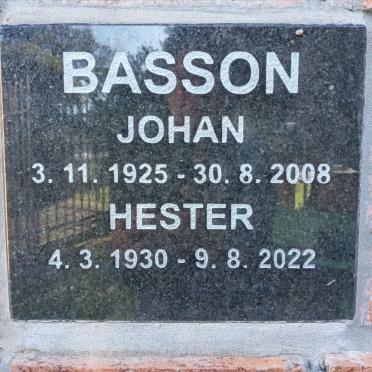 BASSON
JOHAN
3. 11. 1925 - 30. 8. 2008
HESTER
4. 3. 1930 - 9. 8. 2022